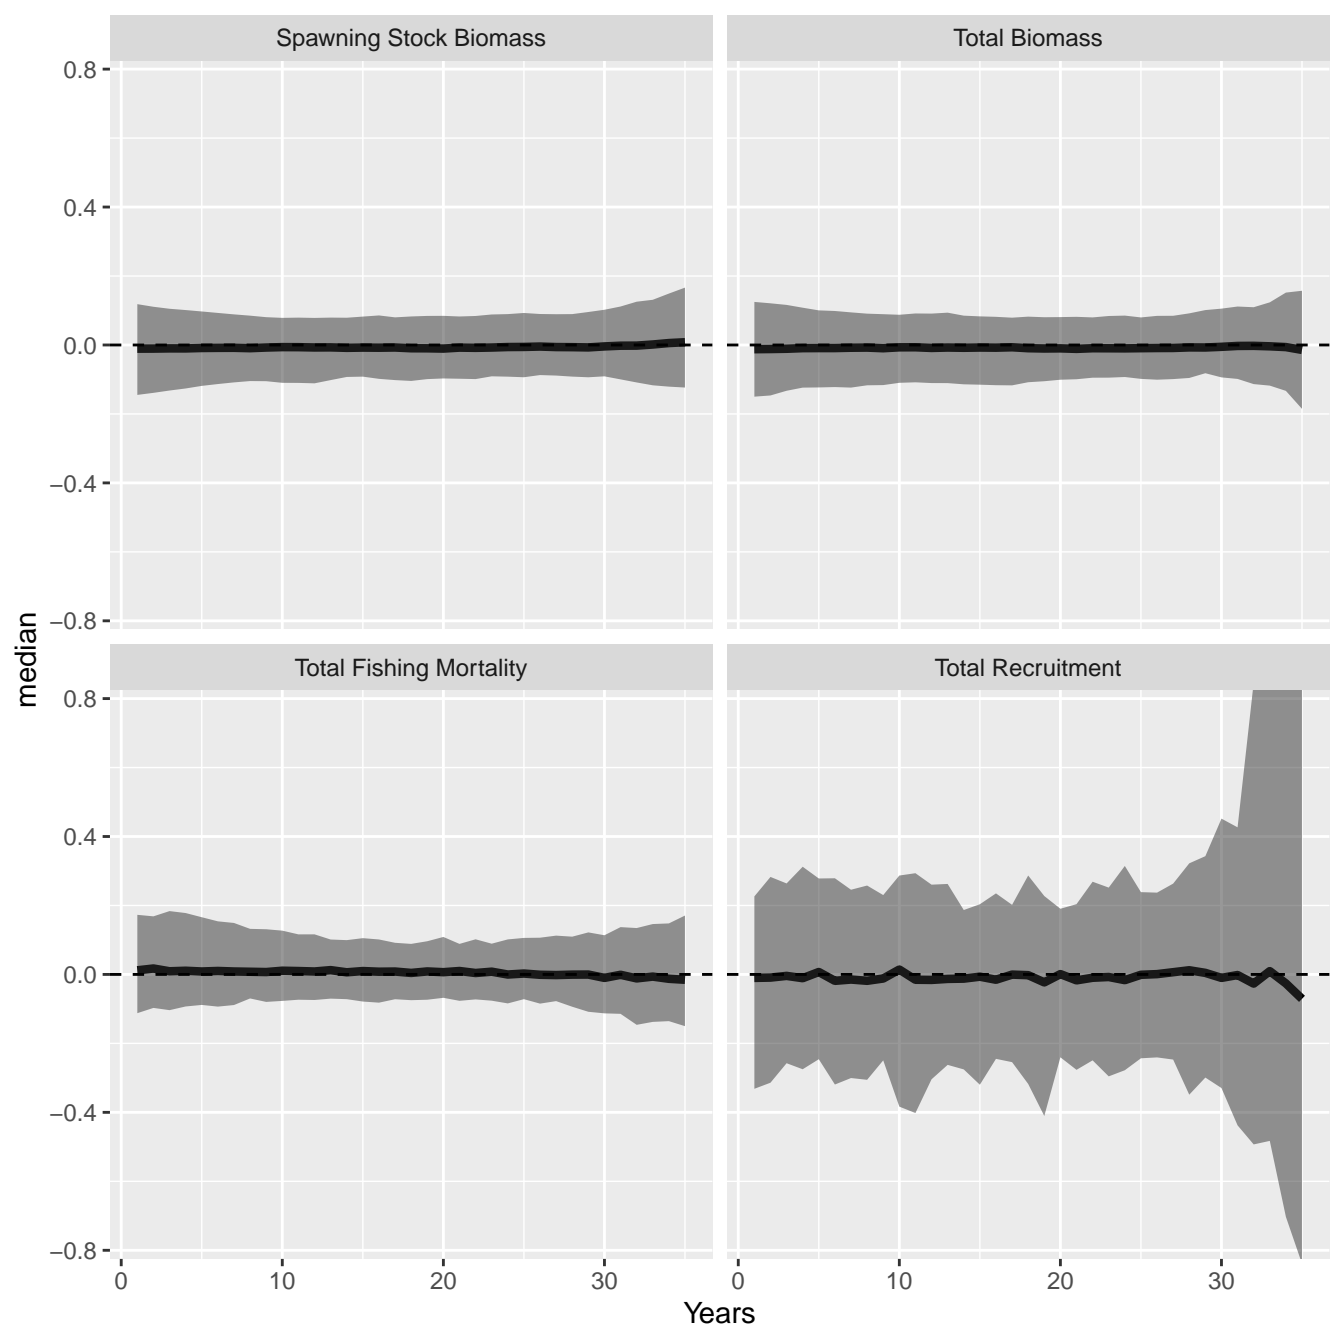 Spawning Stock Biomass
Total Biomass
0.8
0.4
0.0
−0.4
−0.8
median
Total Fishing Mortality
Total Recruitment
0.8
0.4
0.0
−0.4
−0.8
0 10 20 30
0 10 20 30
Years